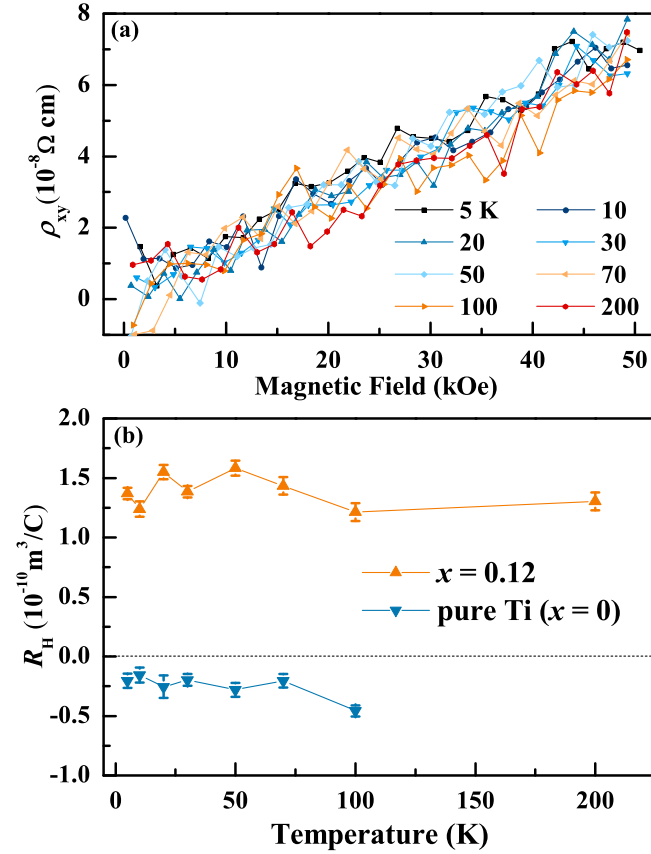 (a)
8
6
4
2
0
ρxy(10-8Ω cm)
5 K 10
20 30
50 70
100 200
0 10 20 30 40 50
Magnetic Field (kOe)
(b)
2.0
1.5
1.0
0.5
0.0
-0.5
-1.0
RH (10-10m3/C)
x = 0.12
pure Ti (x = 0)
0 50 100 150 200
Temperature (K)